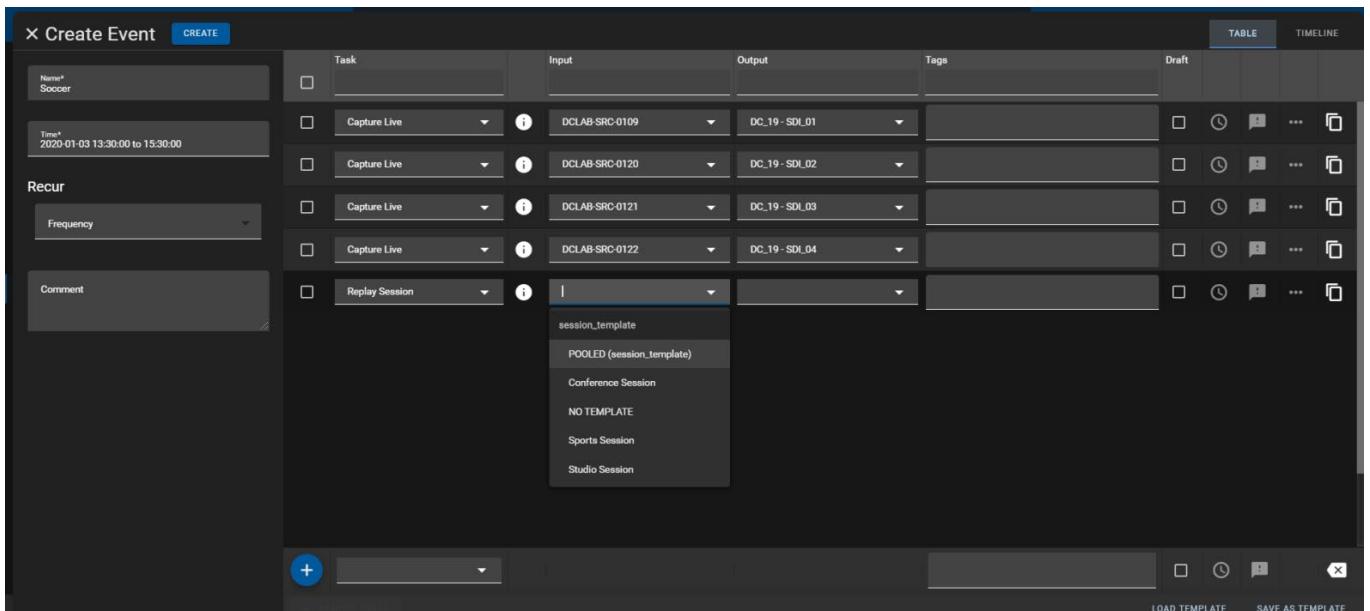 Create Event CREATE TABLE TIMELINE
Name*
Soccer
Time*
2020-01-03 13:30:00 to 15:30:00
Recur
Frequency
Comment
Task Input Output Tags Draft
Capture Live DCLAB-SRC-0109 DC_19 - SDI_01
Capture Live DCLAB-SRC-0120 DC_19 - SDI_02
Capture Live DCLAB-SRC-0121 DC_19 - SDI_03
Capture Live DCLAB-SRC-0122 DC_19 - SDI_04
Replay Session
session_template
POOLED (session_template)
Conference Session
NO TEMPLATE
Sports Session
Studio Session
LOAD TEMPLATE SAVE AS TEMPLATE